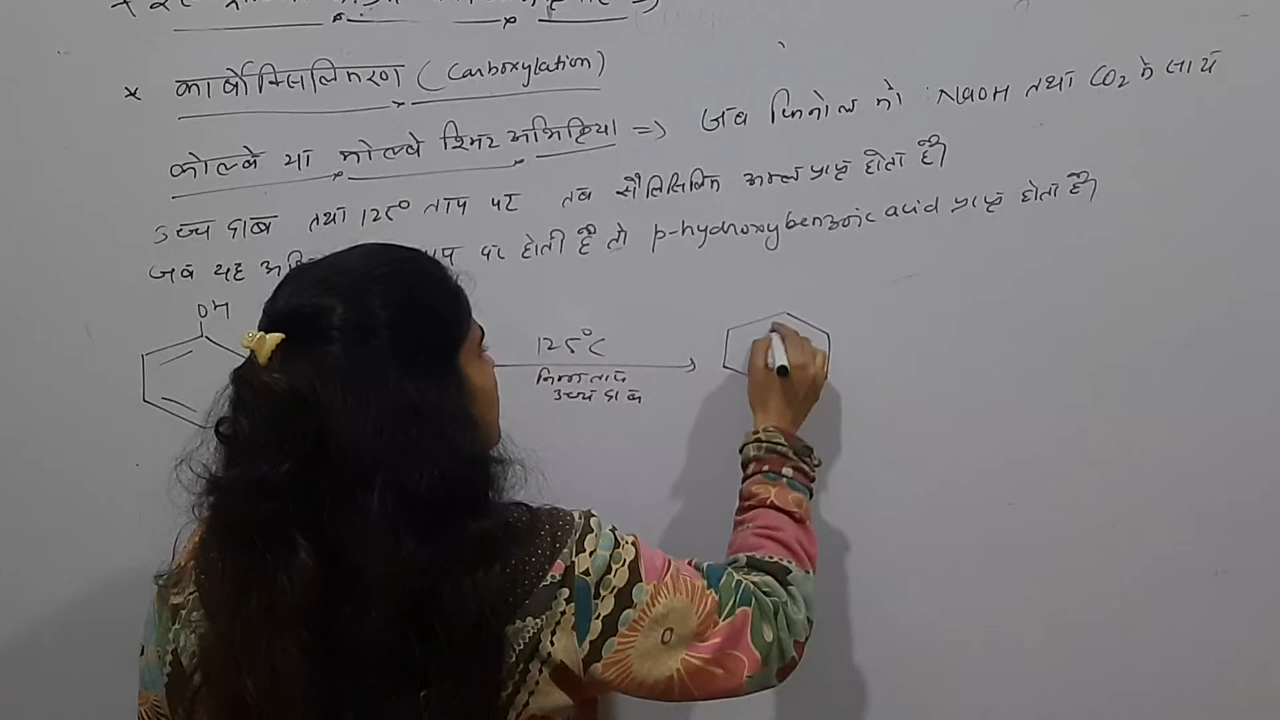 * कार्बोक्सिलिकरण (Carboxylation)
कोल्बे या कोल्बे श्मिट अभिक्रिया => जब फिनोल को NaOH तथा CO2 के साथ
उच्च दाब तथा 125° ताप पर तब सैलिसिलिक अम्ल प्राप्त होता है।
जब यह पर होती है तो p-hydroxybenzoic acid प्राप्त होता है।
OH
125°C
निम्न ताप
उच्च दाब